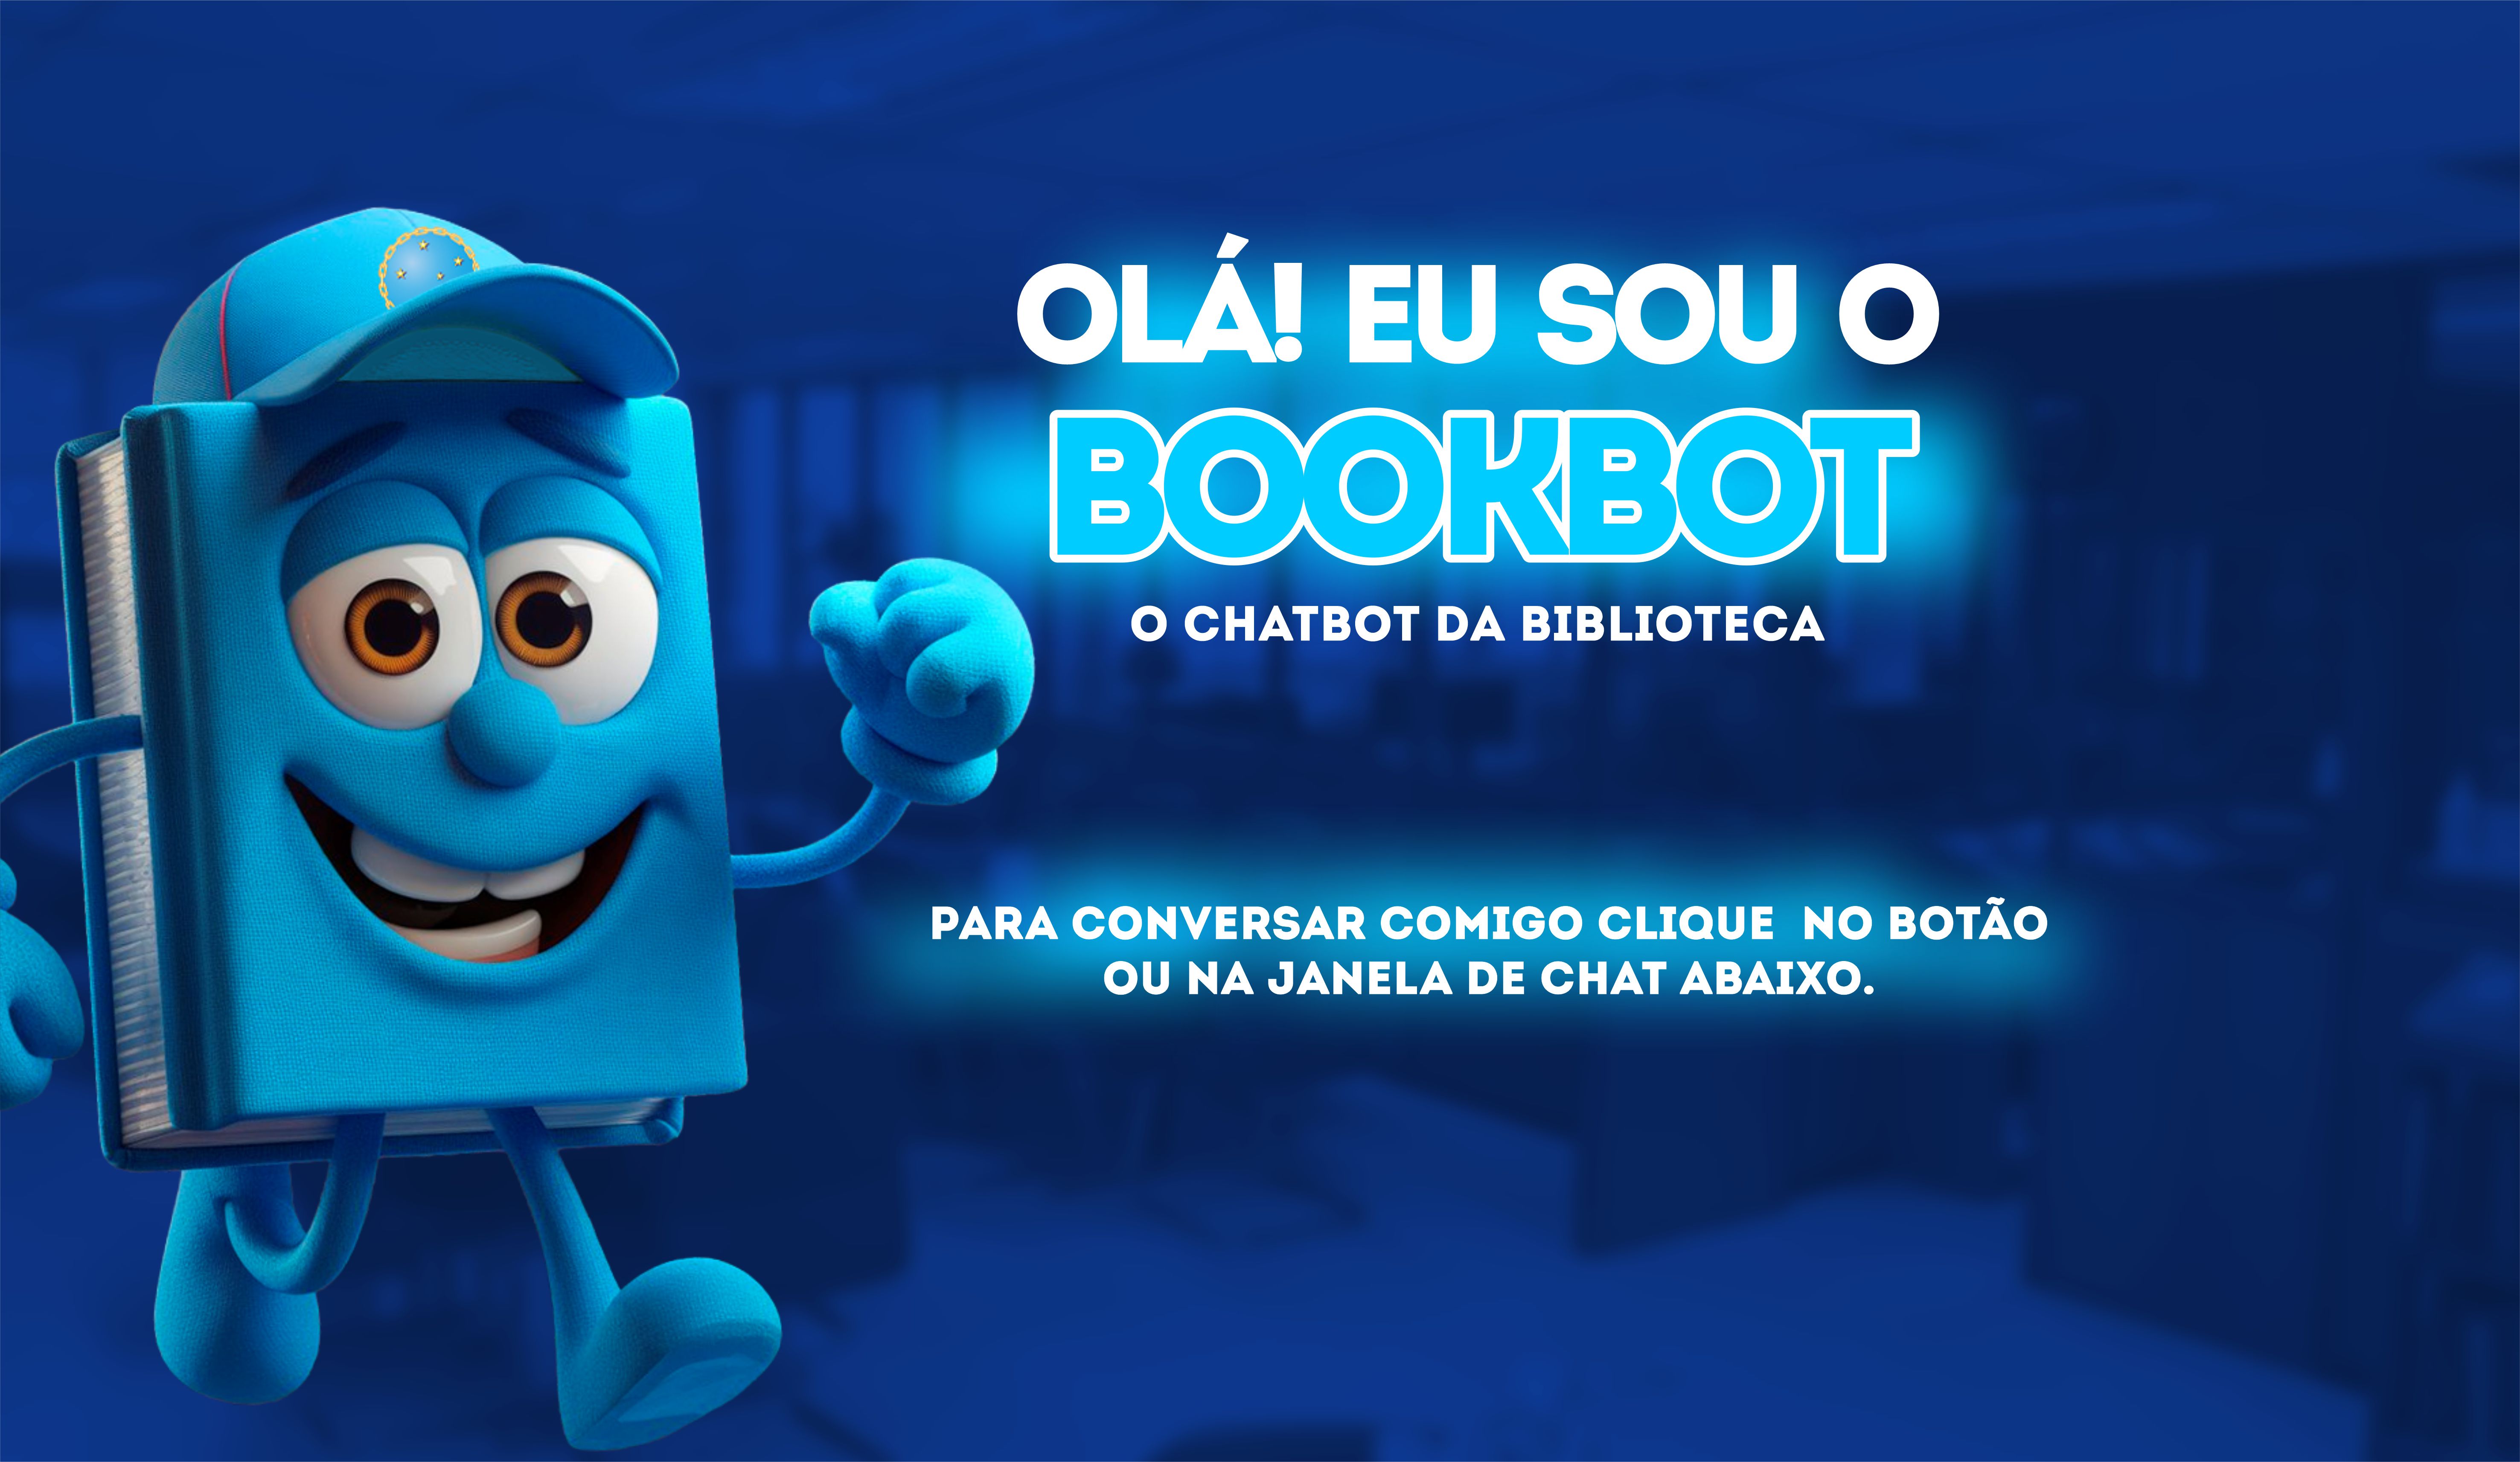 OLÁ! EU SOU O
BOOKBOT
O CHATBOT DA BIBLIOTECA
PARA CONVERSAR COMIGO CLIQUE NO BOTÃO
OU NA JANELA DE CHAT ABAIXO.